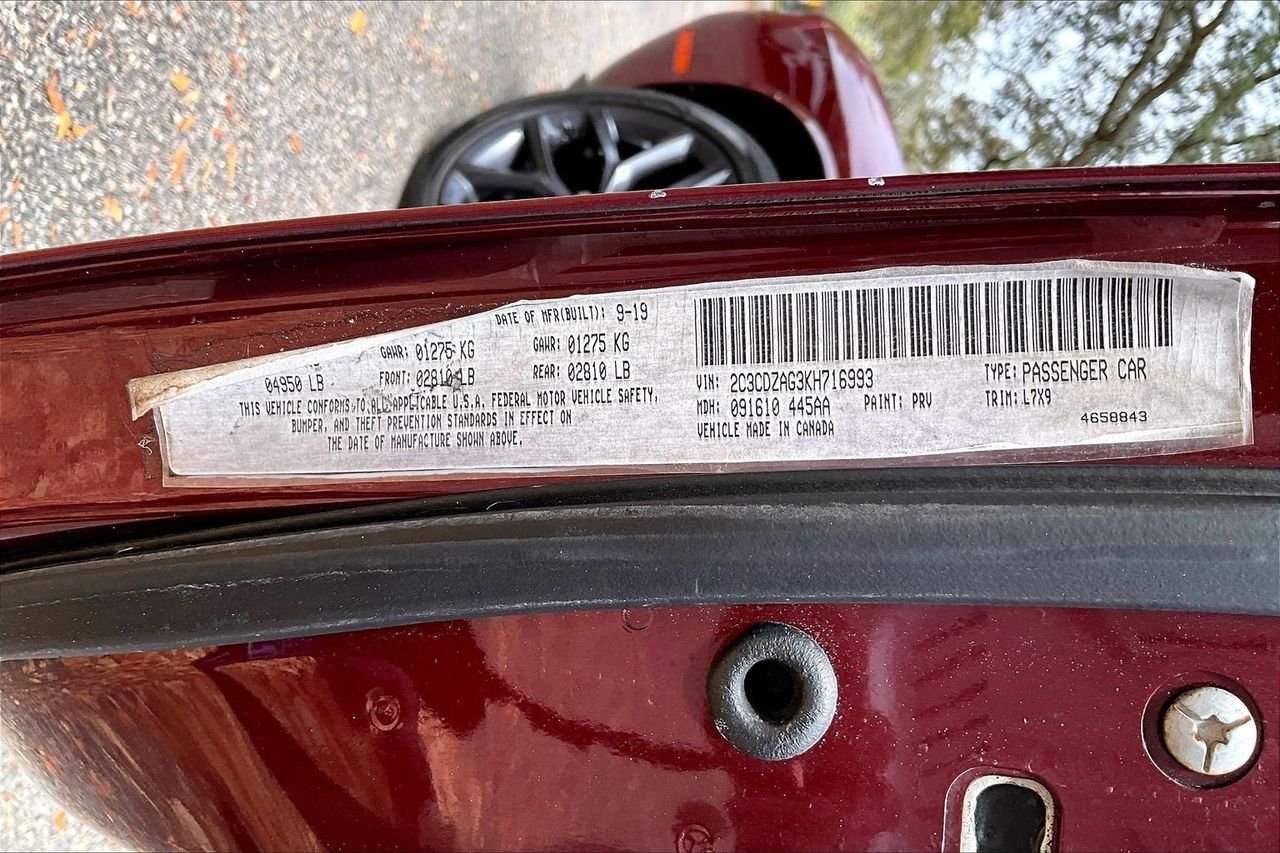 DATE OF MFR(BUILT): 9-19
GAWR: 01275 KG GAWR: 01275 KG
04950 LB FRONT: 02810 LB REAR: 02810 LB
THIS VEHICLE CONFORMS TO ALL APPLICABLE U.S.A. FEDERAL MOTOR VEHICLE SAFETY,
BUMPER, AND THEFT PREVENTION STANDARDS IN EFFECT ON
THE DATE OF MANUFACTURE SHOWN ABOVE.
VIN: 2C3CDZAG3KH716993 TYPE: PASSENGER CAR
MDH: 091610 445AA PAINT: PRV TRIM: L7X9
VEHICLE MADE IN CANADA 4658843